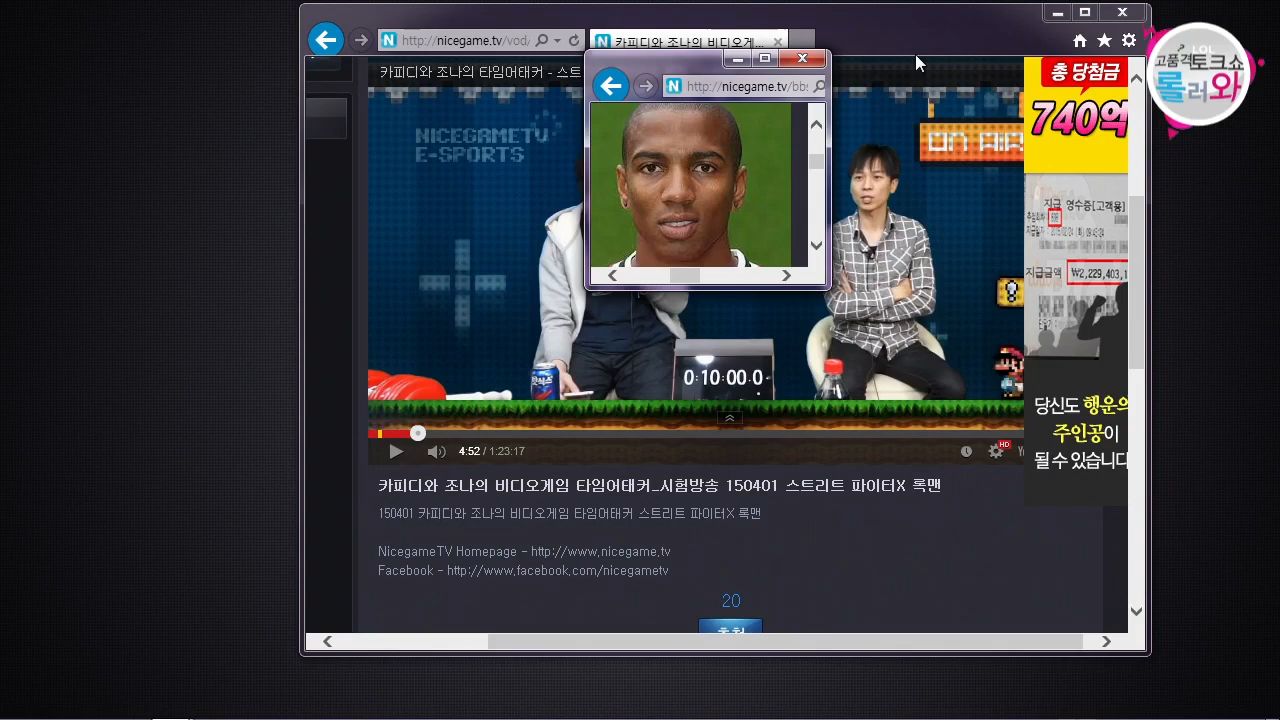 http://nicegame.tv/vod/
카피디와 조나의 비디오게...
LOL
고품격토크쇼
롤러와
카피디와 조나의 타임어태커 - 스트
http://nicegame.tv/bbs
총 당첨금
740억
NICEGAMETV
E-SPORTS
ON AIR
지급 영수증[고객용]
지급금액 ₩2,229,403,1
0:10:00.0
당신도 행운의
주인공이
될 수 있습니다
4:52 / 1:23:17
HD
카피디와 조나의 비디오게임 타임어태커_시험방송 150401 스트리트 파이터X 록맨
150401 카피디와 조나의 비디오게임 타임어태커 스트리트 파이터X 록맨
NicegameTV Homepage - http://www.nicegame.tv
Facebook - http://www.facebook.com/nicegametv
20
추천